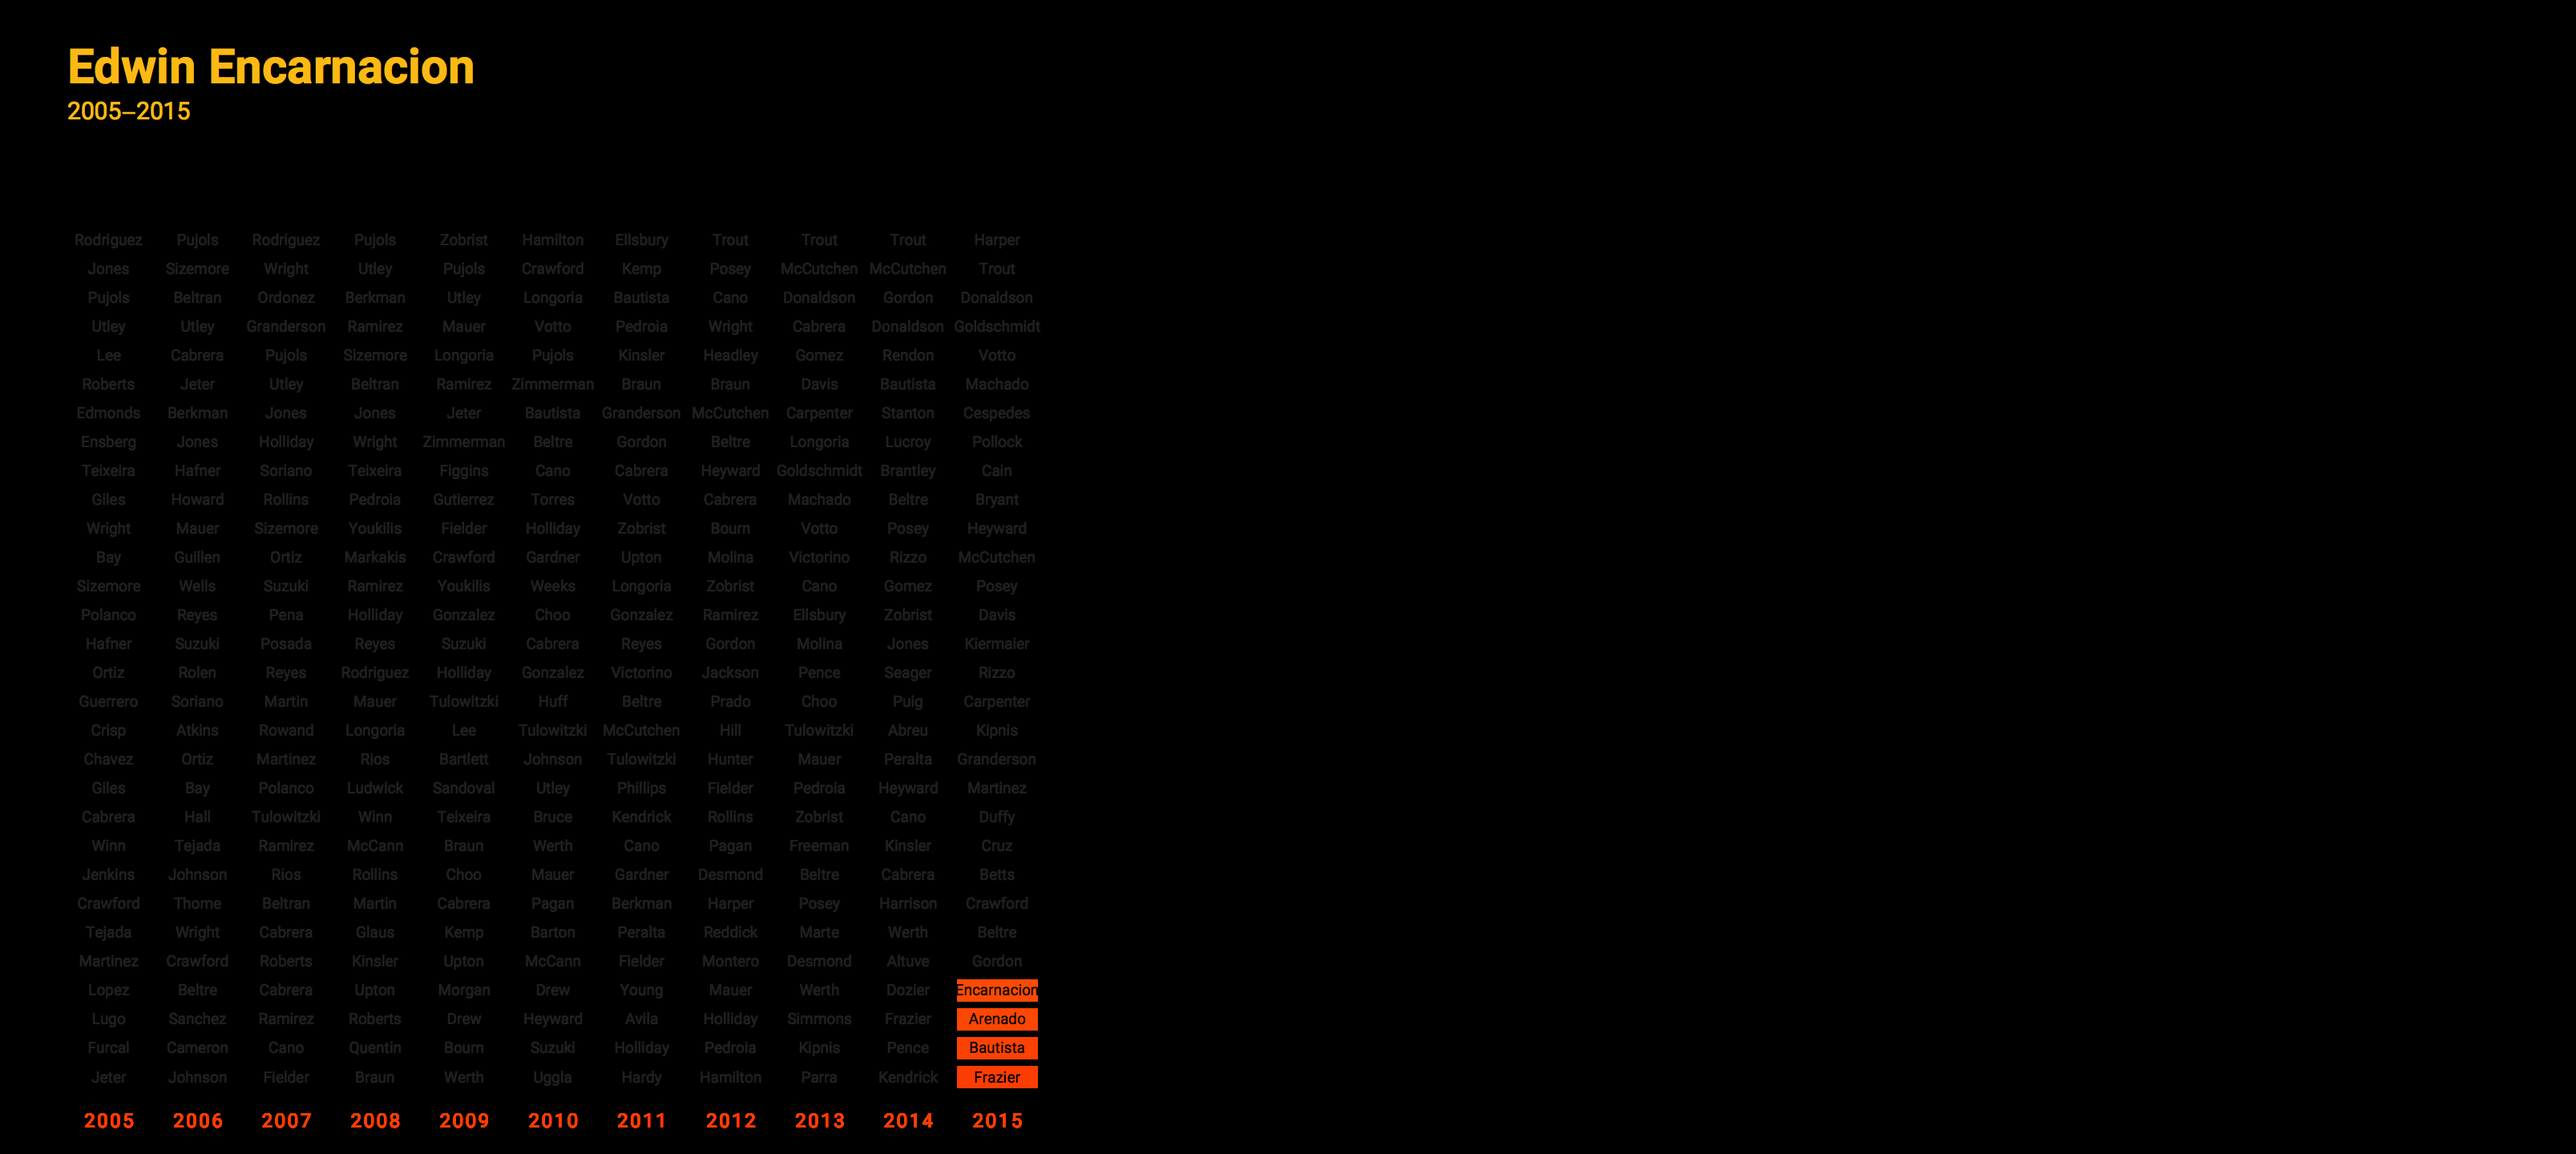 Edwin Encarnacion
2005–2015
Rodriguez Pujols Rodriguez Pujols Zobrist Hamilton Ellsbury Trout Trout Trout Harper
Jones Sizemore Wright Utley Pujols Crawford Kemp Posey McCutchen McCutchen Trout
Pujols Beltran Ordonez Berkman Utley Longoria Bautista Cano Donaldson Gordon Donaldson
Utley Utley Granderson Ramirez Mauer Votto Pedroia Wright Cabrera Donaldson Goldschmidt
Lee Cabrera Pujols Sizemore Longoria Pujols Kinsler Headley Gomez Rendon Votto
Roberts Jeter Utley Beltran Ramirez Zimmerman Braun Braun Davis Bautista Machado
Edmonds Berkman Jones Jones Jeter Bautista Granderson McCutchen Carpenter Stanton Cespedes
Ensberg Jones Holliday Wright Zimmerman Beltre Gordon Beltre Longoria Lucroy Pollock
Teixeira Hafner Soriano Teixeira Figgins Cano Cabrera Heyward Goldschmidt Brantley Cain
Giles Howard Rollins Pedroia Gutierrez Torres Votto Cabrera Machado Beltre Bryant
Wright Mauer Sizemore Youkilis Fielder Holliday Zobrist Bourn Votto Posey Heyward
Bay Guillen Ortiz Markakis Crawford Gardner Upton Molina Victorino Rizzo McCutchen
Sizemore Wells Suzuki Ramirez Youkilis Weeks Longoria Zobrist Cano Gomez Posey
Polanco Reyes Pena Holliday Gonzalez Choo Gonzalez Ramirez Ellsbury Zobrist Davis
Hafner Suzuki Posada Reyes Suzuki Cabrera Reyes Gordon Molina Jones Kiermaier
Ortiz Rolen Reyes Rodriguez Holliday Gonzalez Victorino Jackson Pence Seager Rizzo
Guerrero Soriano Martin Mauer Tulowitzki Huff Beltre Prado Choo Puig Carpenter
Crisp Atkins Rowand Longoria Lee Tulowitzki McCutchen Hill Tulowitzki Abreu Kipnis
Chavez Ortiz Martinez Rios Bartlett Johnson Tulowitzki Hunter Mauer Peralta Granderson
Giles Bay Polanco Ludwick Sandoval Utley Phillips Fielder Pedroia Heyward Martinez
Cabrera Hall Tulowitzki Winn Teixeira Bruce Kendrick Rollins Zobrist Cano Duffy
Winn Tejada Ramirez McCann Braun Werth Cano Pagan Freeman Kinsler Cruz
Jenkins Johnson Rios Rollins Choo Mauer Gardner Desmond Beltre Cabrera Betts
Crawford Thome Beltran Martin Cabrera Pagan Berkman Harper Posey Harrison Crawford
Tejada Wright Cabrera Glaus Kemp Barton Peralta Reddick Marte Werth Beltre
Martinez Crawford Roberts Kinsler Upton McCann Fielder Montero Desmond Altuve Gordon
Lopez Beltre Cabrera Upton Morgan Drew Young Mauer Werth Dozier Encarnacion
Lugo Sanchez Ramirez Roberts Drew Heyward Avila Holliday Simmons Frazier Arenado
Furcal Cameron Cano Quentin Bourn Suzuki Holliday Pedroia Kipnis Pence Bautista
Jeter Johnson Fielder Braun Werth Uggla Hardy Hamilton Parra Kendrick Frazier
2005 2006 2007 2008 2009 2010 2011 2012 2013 2014 2015